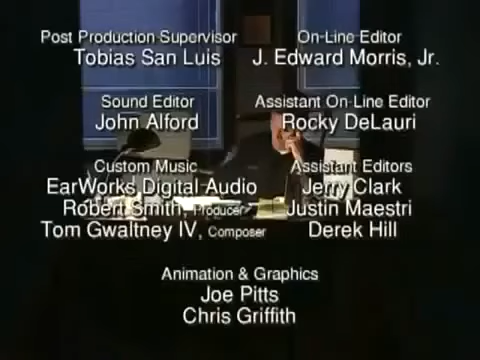 Post Production Supervisor
Tobias San Luis
Sound Editor
John Alford
Custom Music
EarWorks Digital Audio
Robert Smith, Producer
Tom Gwaltney IV, Composer
On-Line Editor
J. Edward Morris, Jr.
Assistant On-Line Editor
Rocky DeLauri
Assistant Editors
Jerry Clark
Justin Maestri
Derek Hill
Animation & Graphics
Joe Pitts
Chris Griffith